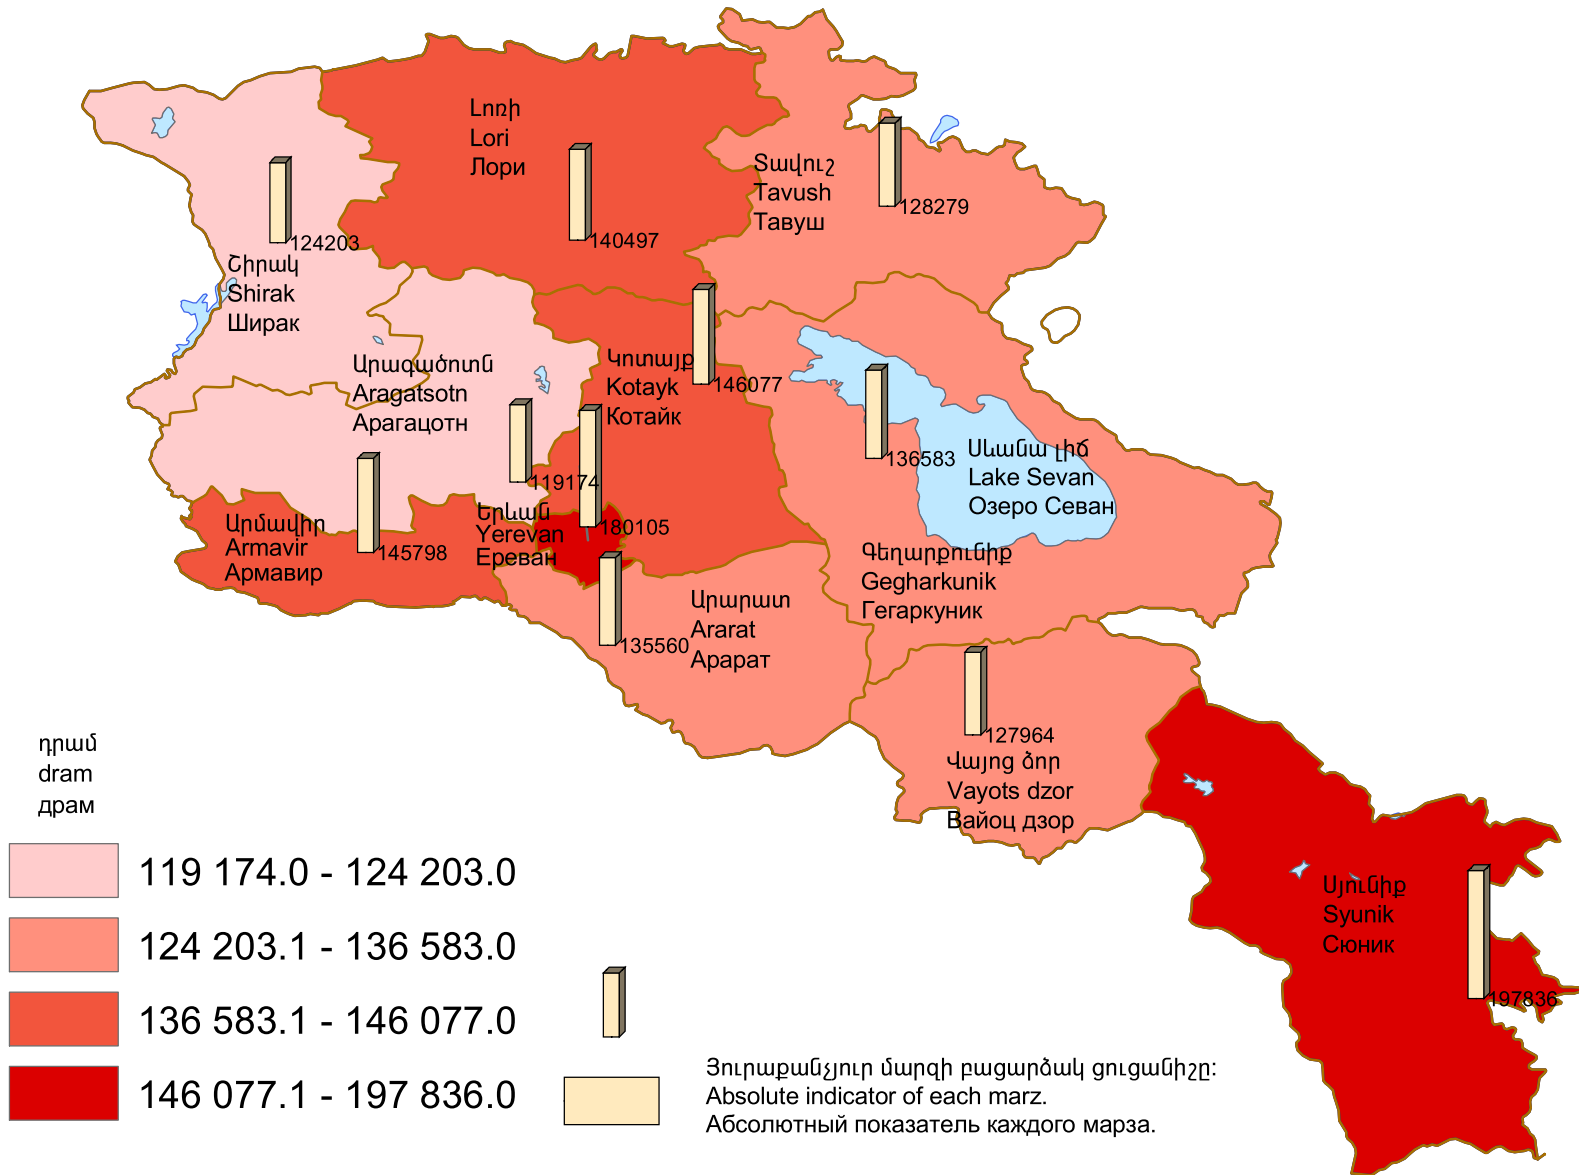 Լոռի
Lori
Лори
140497
Տավուշ
Tavush
Тавуш
128279
124203
Շիրակ
Shirak
Ширак
Արագածոտն
Aragatsotn
Арагацотн
119174
Կոտայք
Kotayk
Котайк
146077
136583
Սևանա լիճ
Lake Sevan
Озеро Севан
Արմավիր
Armavir
Армавир
145798
Երևան
Yerevan
Ереван
180105
Գեղարքունիք
Gegharkunik
Гегаркуник
Արարատ
Ararat
Арарат
135560
127964
Վայոց ձոր
Vayots dzor
Вайоц дзор
Սյունիք
Syunik
Сюник
197836
դրամ
dram
драм
119 174.0 - 124 203.0
124 203.1 - 136 583.0
136 583.1 - 146 077.0
146 077.1 - 197 836.0
Յուրաքանչյուր մարզի բացարձակ ցուցանիշը:
Absolute indicator of each marz.
Абсолютный показатель каждого марза.